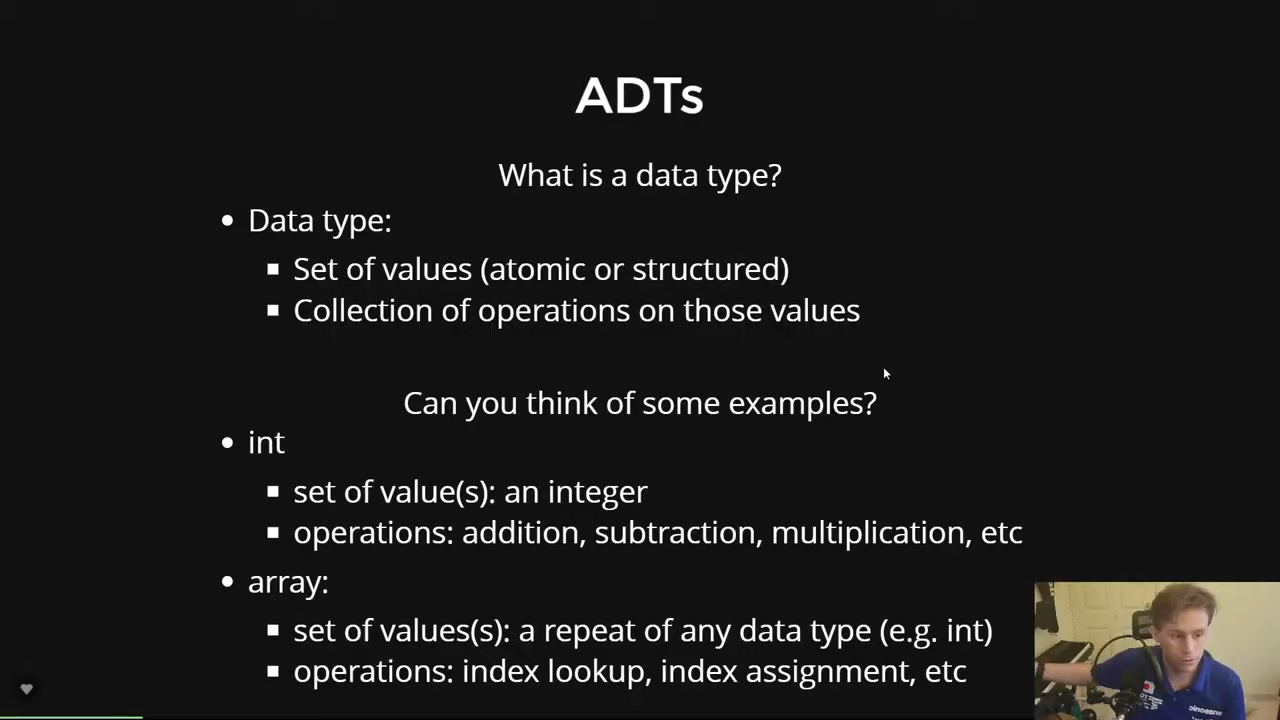 ADTs
What is a data type?
Data type:
Set of values (atomic or structured)
Collection of operations on those values
Can you think of some examples?
int
set of value(s): an integer
operations: addition, subtraction, multiplication, etc
array:
set of values(s): a repeat of any data type (e.g. int)
operations: index lookup, index assignment, etc